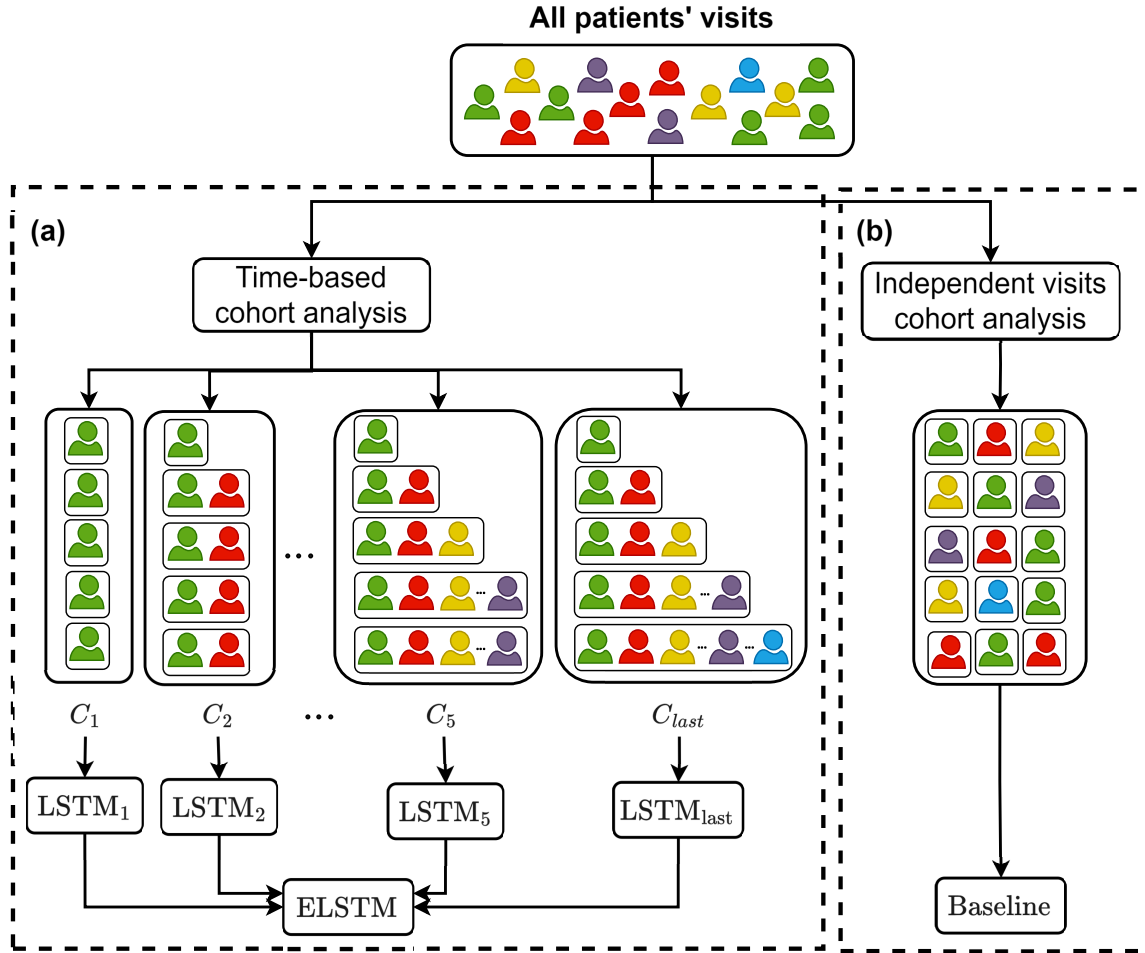 All patients' visits
(a)
(b)
Time-based
cohort analysis
Independent visits
cohort analysis
...
...
...
...
... ...
C₁
C₂
...
C₅
Cₗₐₛₜ
LSTM₁
LSTM₂
LSTM₅
LSTMₗₐₛₜ
ELSTM
Baseline